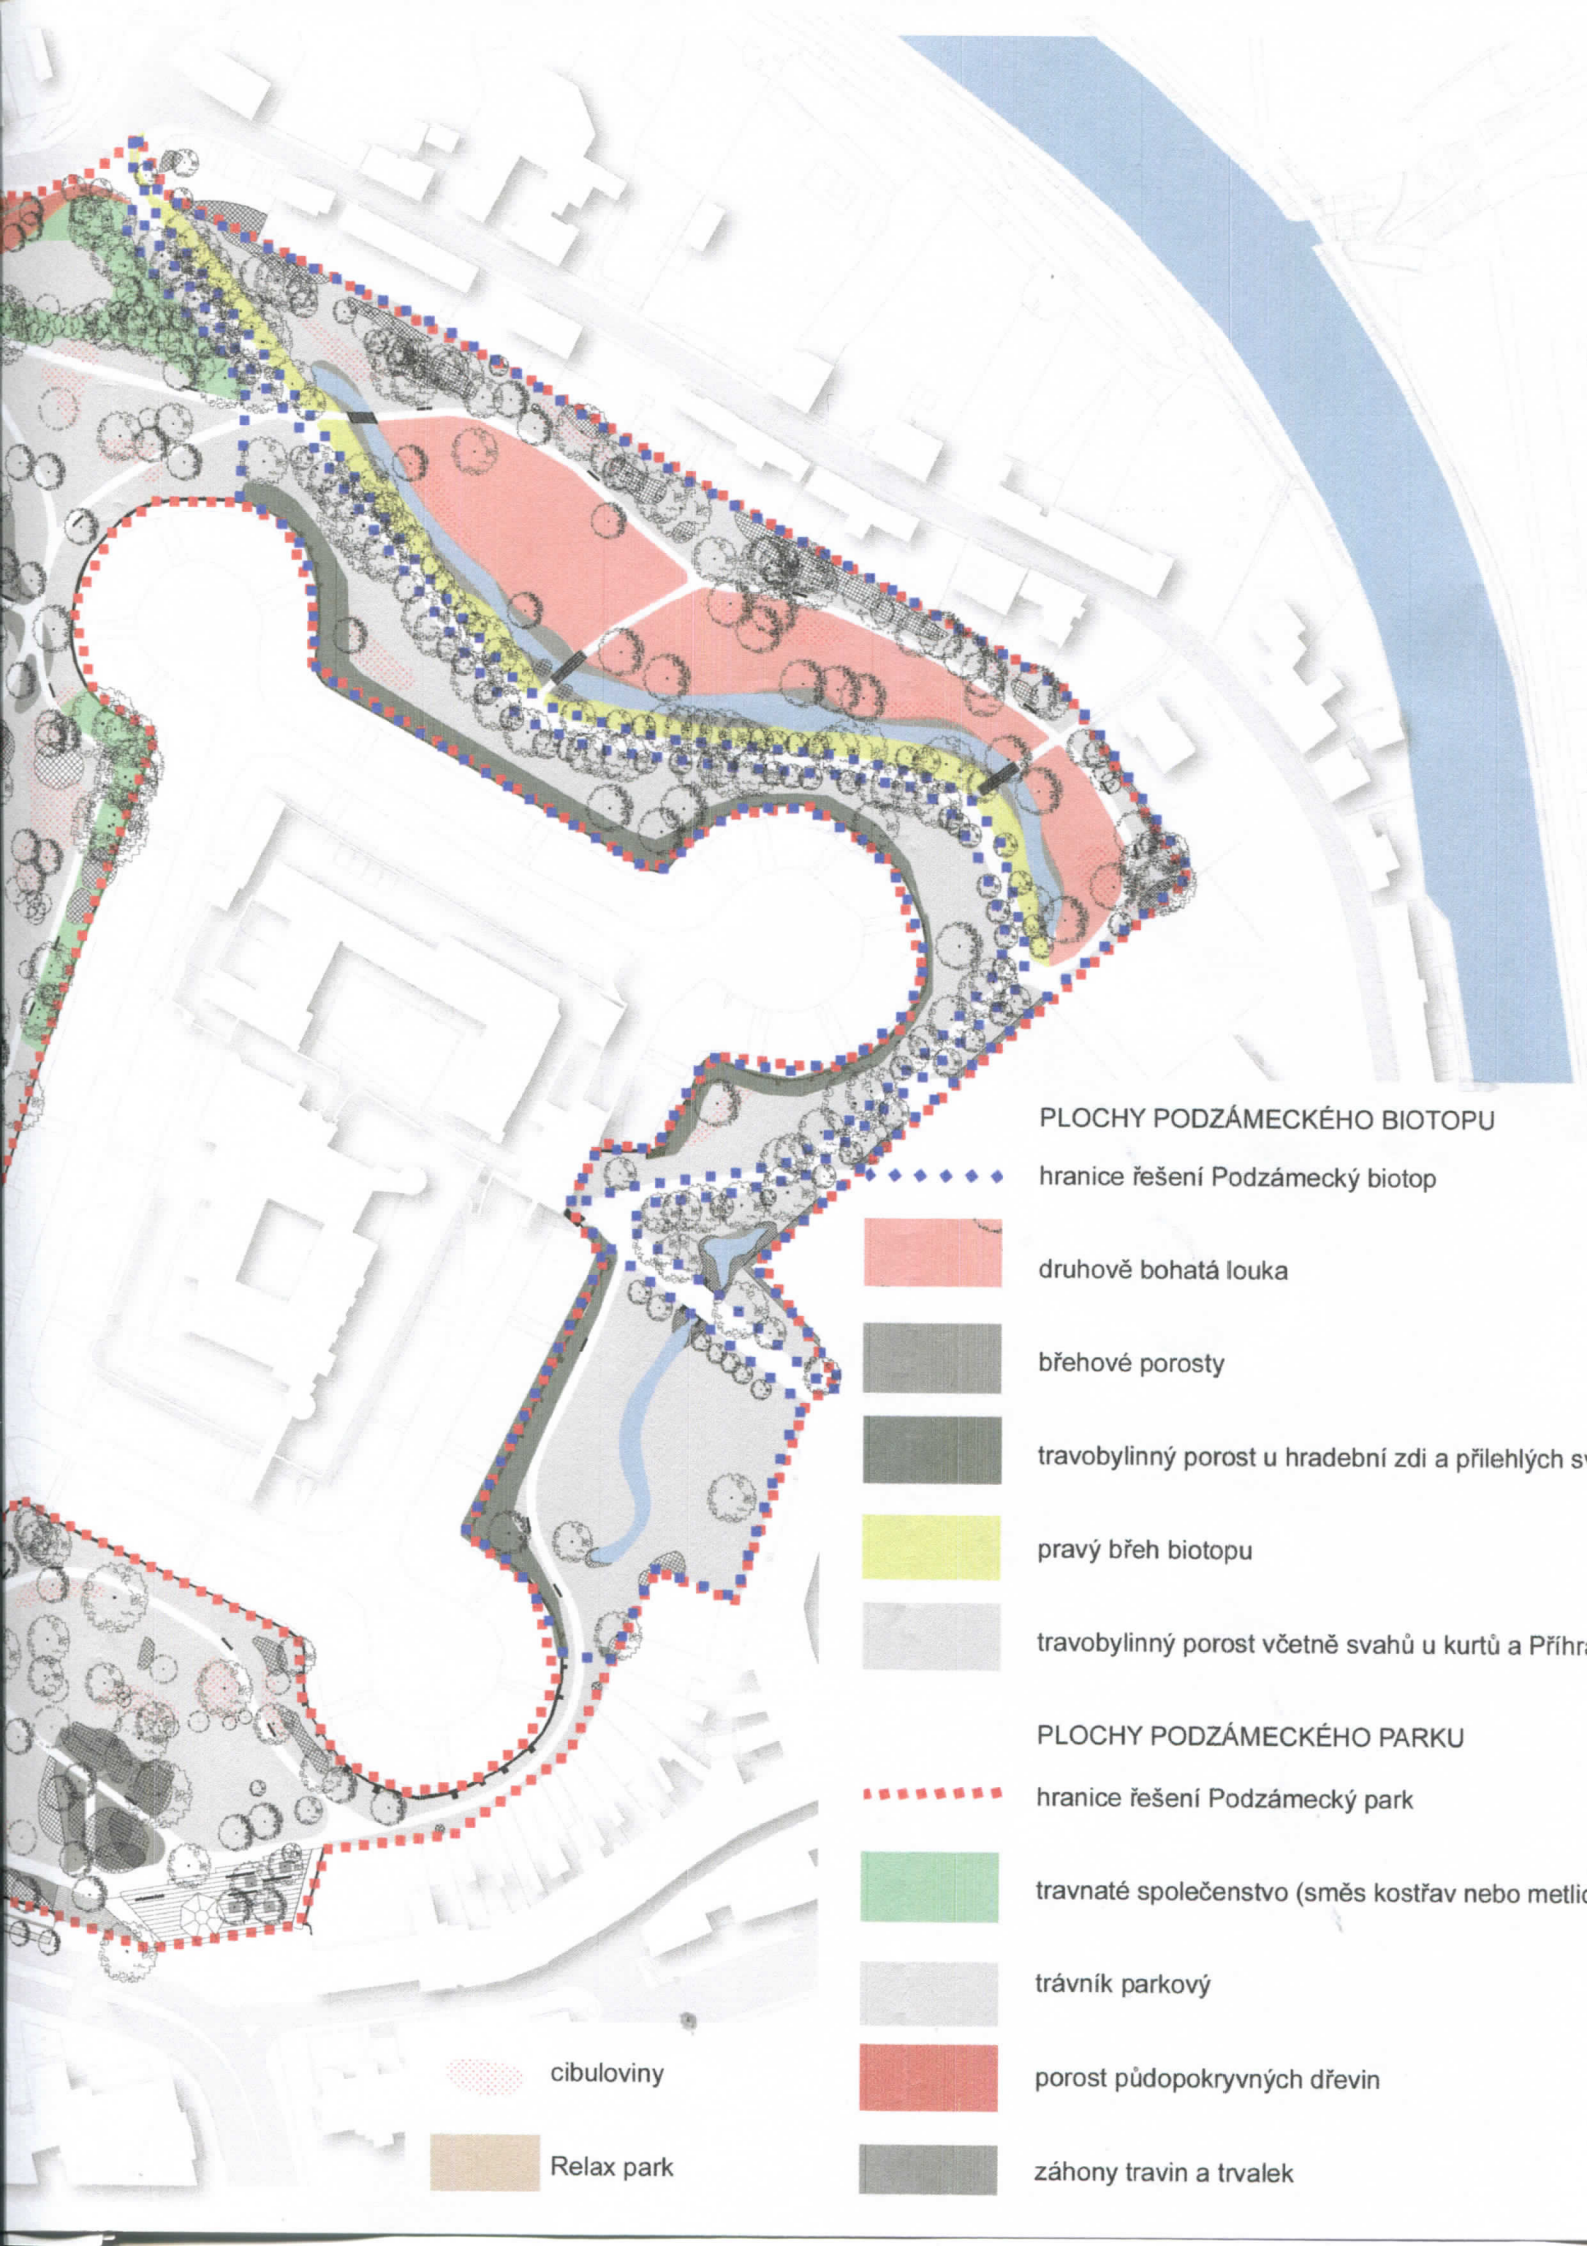 PLOCHY PODZÁMECKÉHO BIOTOPU
hranice řešení Podzámecký biotop
druhově bohatá louka
břehové porosty
travobylinný porost u hradební zdi a přilehlých
pravý břeh biotopu
travobylinný porost včetně svahů u kurtů a
PLOCHY PODZÁMECKÉHO PARKU
hranice řešení Podzámecký park
travnaté společenstvo (směs kostřav nebo
trávník parkový
porost půdopokryvných dřevin
záhony travin a trvalek
cibuloviny
Relax park